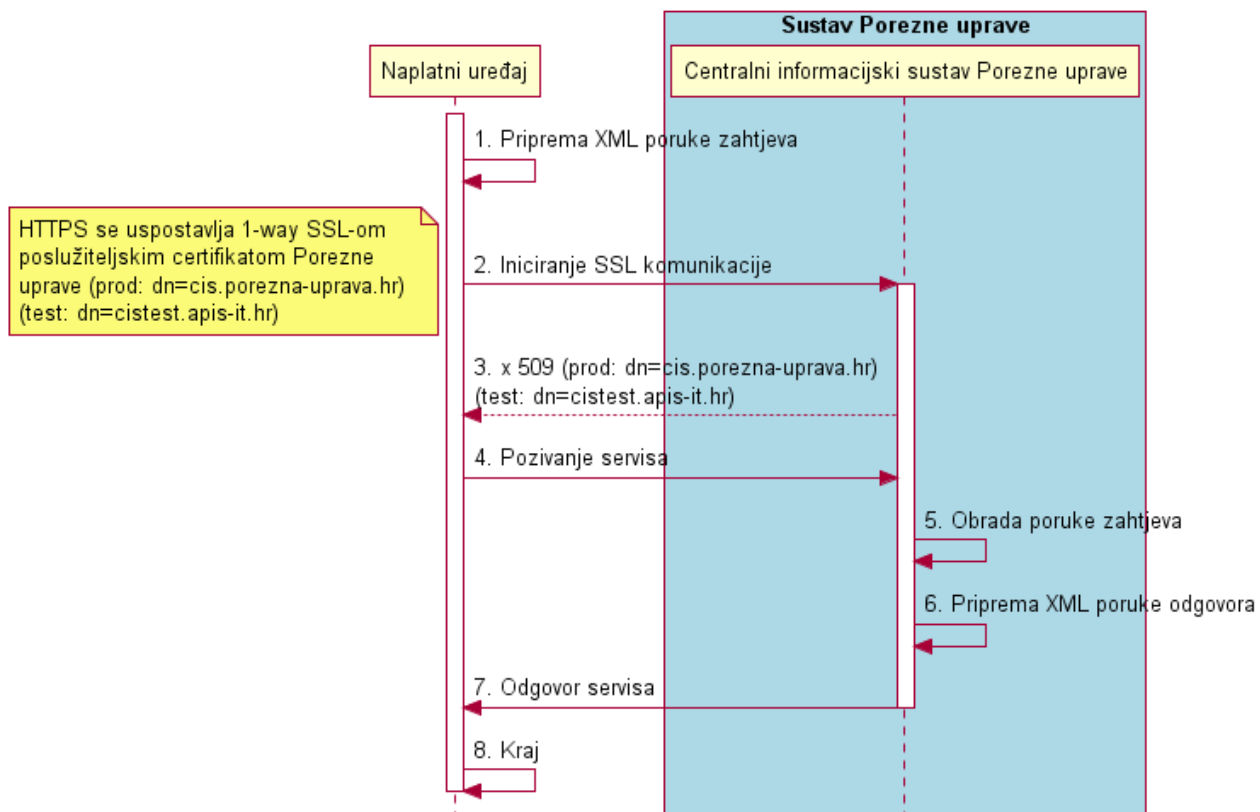 Sustav Porezne uprave
Naplatni uređaj
Centralni informacijski sustav Porezne uprave
1. Priprema XML poruke zahtjeva
HTTPS se uspostavlja 1-way SSL-om
poslužiteljskim certifikatom Porezne
uprave (prod: dn=cis.porezna-uprava.hr)
(test: dn=cistest.apis-it.hr)
2. Iniciranje SSL komunikacije
3. x 509 (prod: dn=cis.porezna-uprava.hr)
(test: dn=cistest.apis-it.hr)
4. Pozivanje servisa
5. Obrada poruke zahtjeva
6. Priprema XML poruke odgovora
7. Odgovor servisa
8. Kraj